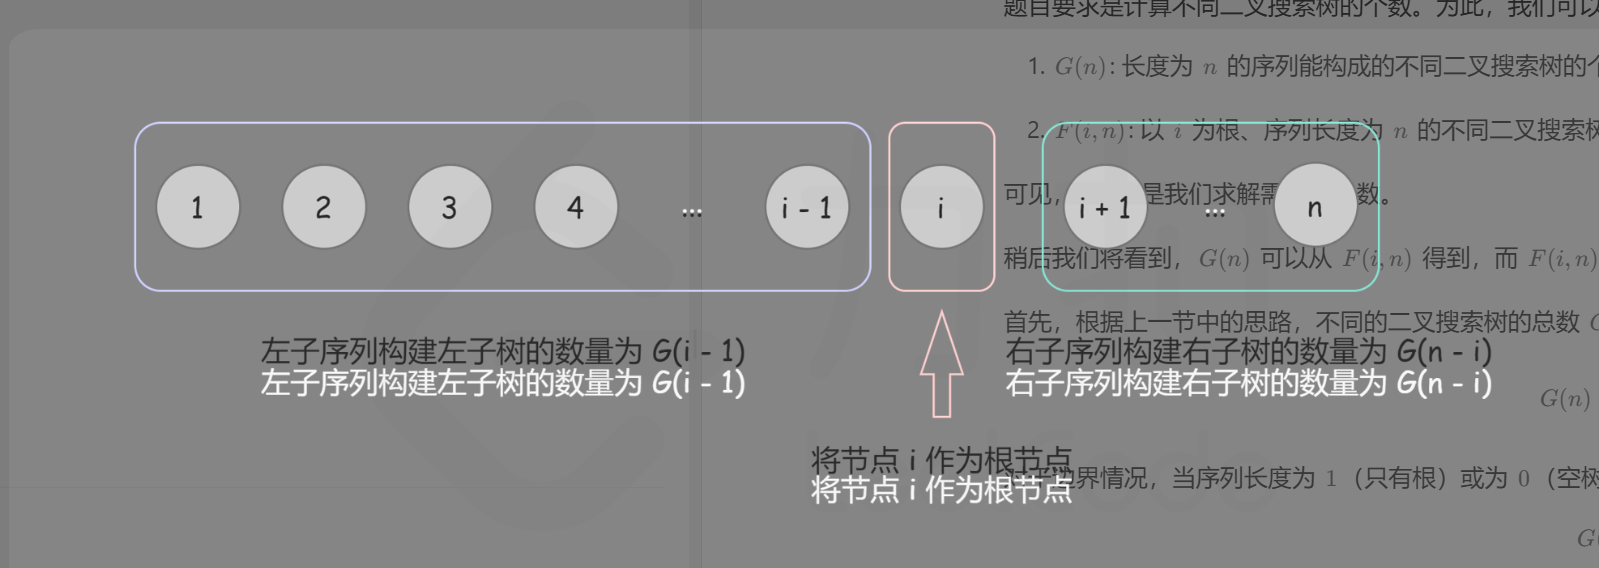 题目要求是计算不同二叉搜索树的个数。为此，我们可以
1. G(n): 长度为 n 的序列能构成的不同二叉搜索树的个
2. F(i, n): 以 i 为根、序列长度为 n 的不同二叉搜索树
1 2 3 4 ... i - 1 i i + 1 ... n
可见， 是我们求解需 数。
稍后我们将看到， G(n) 可以从 F(i, n) 得到，而 F(i, n)
首先，根据上一节中的思路，不同的二叉搜索树的总数 G
左子序列构建左子树的数量为 G(i - 1)
左子序列构建左子树的数量为 G(i - 1)
右子序列构建右子树的数量为 G(n - i)
右子序列构建右子树的数量为 G(n - i)
G(n)
将节点 i 作为根节点
将节点 i 作为根节点
边界情况，当序列长度为 1 （只有根）或为 0 （空树
G(